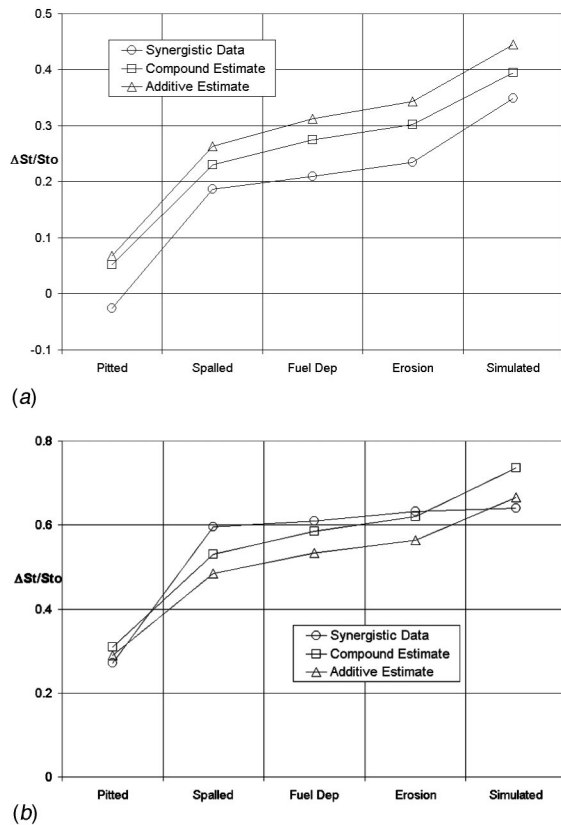 0.5
0.4
0.3
ΔSt/Sto
0.2
0.1
0
-0.1
Synergistic Data
Compound Estimate
Additive Estimate
Pitted Spalled Fuel Dep Erosion Simulated
(a)
0.8
0.6
ΔSt/Sto
0.4
0.2
0
Synergistic Data
Compound Estimate
Additive Estimate
Pitted Spalled Fuel Dep Erosion Simulated
(b)